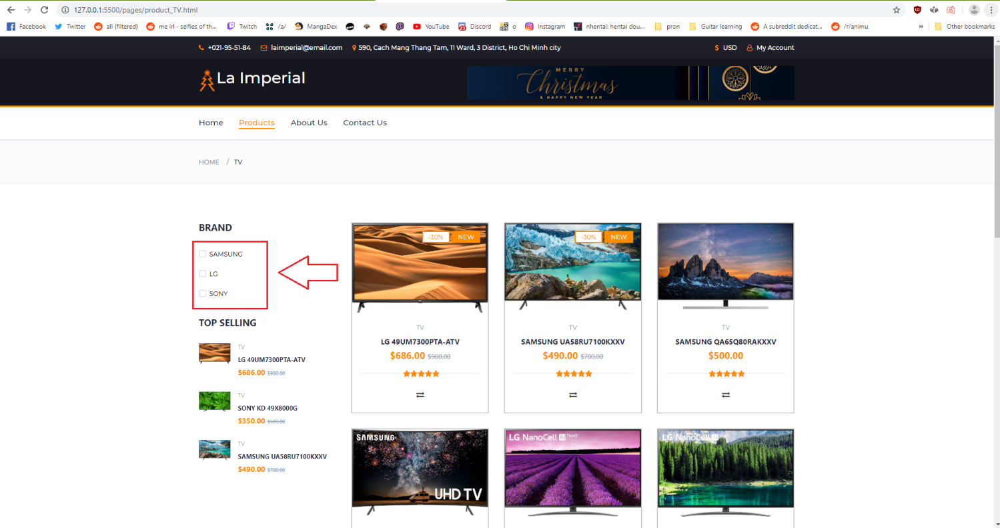 127.0.0.1:5500/pages/product_TV.html
Facebook Twitter all (filtered) me irl - selfies of th... Twitch /a/ MangaDex YouTube Discord o Instagram nhentai: hentai dou... pron Guitar learning A subreddit dedicat... /r/animu » Other bookmarks
+021-95-51-84 laimperial@email.com 590, Cach Mang Thang Tam, 11 Ward, 3 District, Ho Chi Minh city $ USD My Account
La Imperial
MERRY
Christmas
& HAPPY NEW YEAR
Home Products About Us Contact Us
HOME / TV
BRAND
SAMSUNG
LG
SONY
TOP SELLING
TV
LG 49UM7300PTA-ATV
$686.00 $980.00
TV
SONY KD 49X8000G
$350.00 $500.00
TV
SAMSUNG UA58RU7100KXXV
$490.00 $700.00
-30% NEW
TV
LG 49UM7300PTA-ATV
$686.00 $980.00
-30% NEW
TV
SAMSUNG UA58RU7100KXXV
$490.00 $700.00
TV
SAMSUNG QA65Q80RAKXXV
$500.00
SAMSUNG
UHD TV
LG NanoCell AI ThinQ
LG NanoCell AI